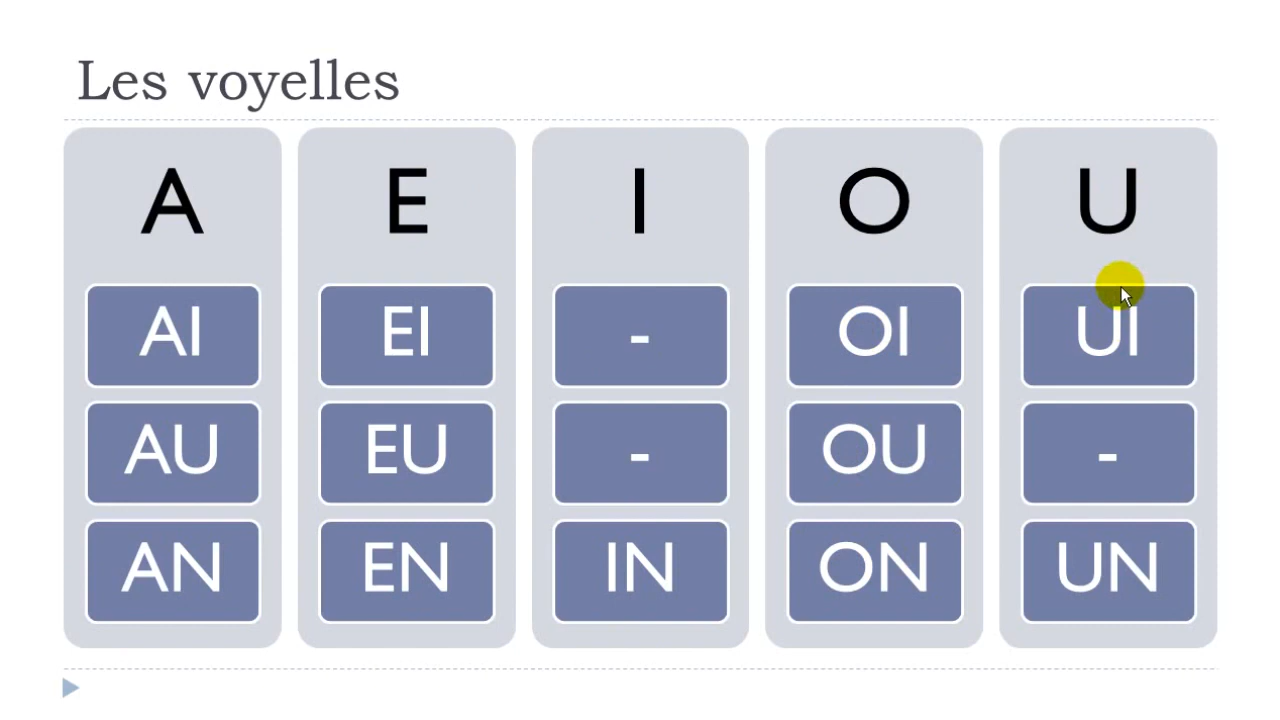 Les voyelles
A E I O U
AI EI - OI UI
AU EU - OU -
AN EN IN ON UN